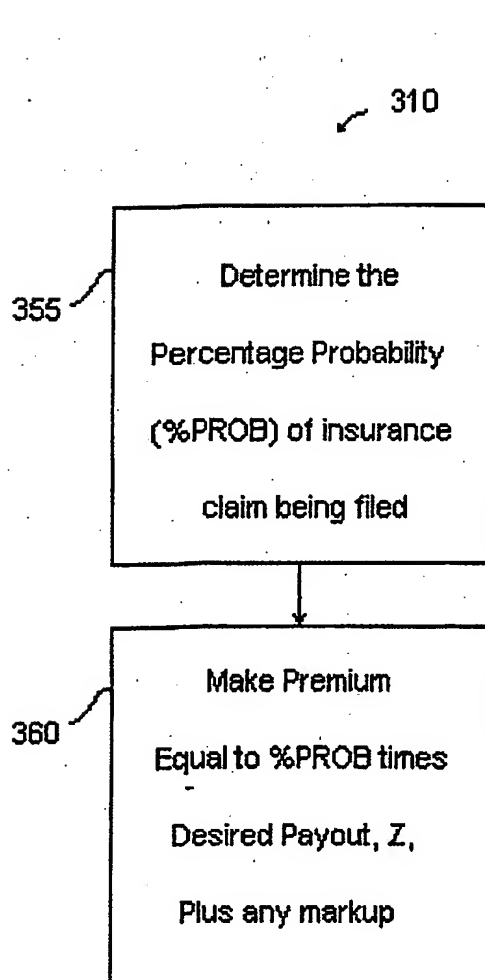 310
355
Determine the
Percentage Probability
(%PROB) of insurance
claim being filed
360
Make Premium
Equal to %PROB times
Desired Payout, Z,
Plus any markup